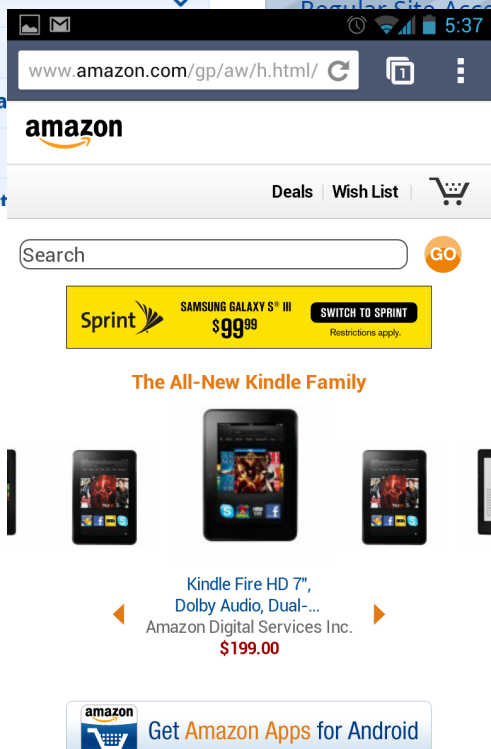 Regular Site Acce
5:37
www.amazon.com/gp/aw/h.html/
1
amazon
Deals
Wish List
Search
GO
Sprint
SAMSUNG GALAXY S® III
$99⁹⁹
SWITCH TO SPRINT
Restrictions apply.
The All-New Kindle Family
Kindle Fire HD 7",
Dolby Audio, Dual-...
Amazon Digital Services Inc.
$199.00
amazon
Get Amazon Apps for Android